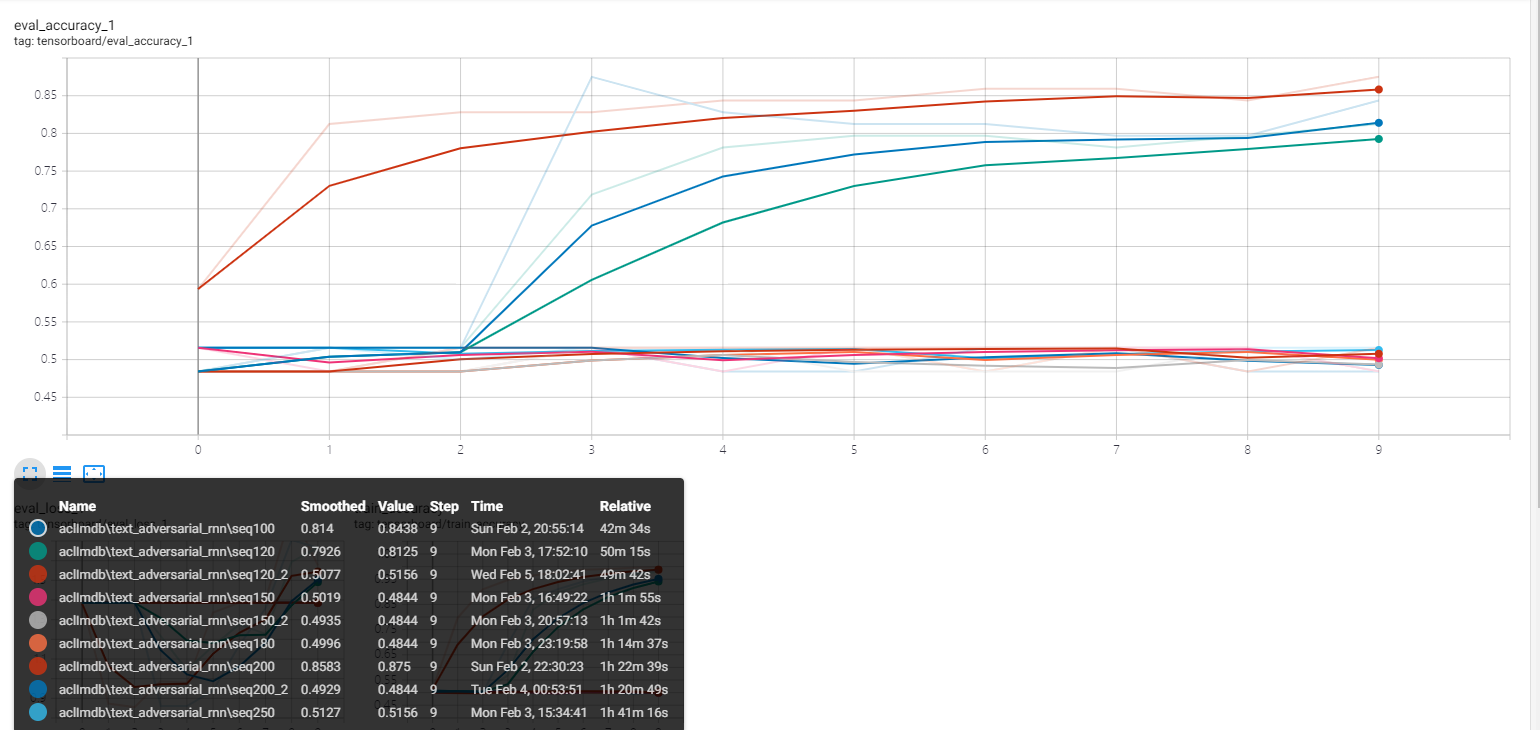 eval_accuracy_1
tag: tensorboard/eval_accuracy_1
0.85
0.8
0.75
0.7
0.65
0.6
0.55
0.5
0.45
0 1 2 3 4 5 6 7 8 9
Name Smoothed Value Step Time Relative
aclImdb\text_adversarial_rnn\seq100 0.814 0.8438 9 Sun Feb 2, 20:55:14 42m 34s
aclImdb\text_adversarial_rnn\seq120 0.7926 0.8125 9 Mon Feb 3, 17:52:10 50m 15s
aclImdb\text_adversarial_rnn\seq120_2 0.5077 0.5156 9 Wed Feb 5, 18:02:41 49m 42s
aclImdb\text_adversarial_rnn\seq150 0.5019 0.4844 9 Mon Feb 3, 16:49:22 1h 1m 55s
aclImdb\text_adversarial_rnn\seq150_2 0.4935 0.4844 9 Mon Feb 3, 20:57:13 1h 1m 42s
aclImdb\text_adversarial_rnn\seq180 0.4996 0.4844 9 Mon Feb 3, 23:19:58 1h 14m 37s
aclImdb\text_adversarial_rnn\seq200 0.8583 0.875 9 Sun Feb 2, 22:30:23 1h 22m 39s
aclImdb\text_adversarial_rnn\seq200_2 0.4929 0.4844 9 Tue Feb 4, 00:53:51 1h 20m 49s
aclImdb\text_adversarial_rnn\seq250 0.5127 0.5156 9 Mon Feb 3, 15:34:41 1h 41m 16s